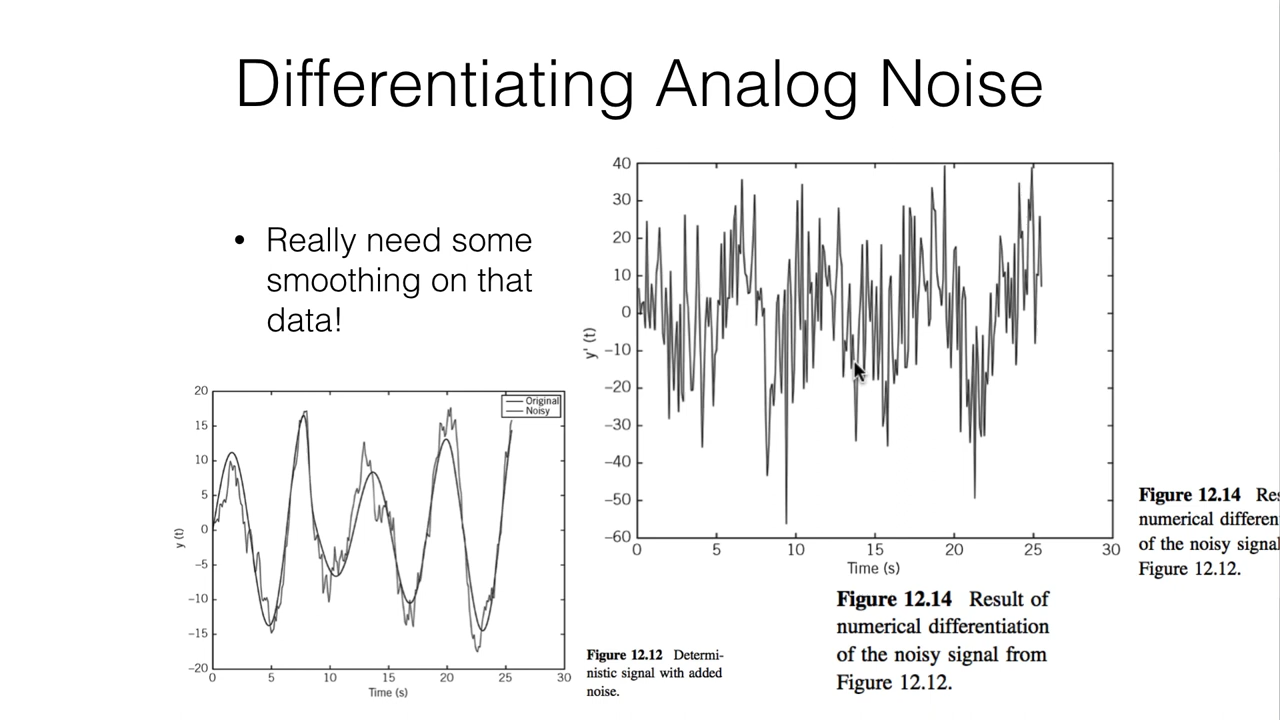 Differentiating Analog Noise
• Really need some
smoothing on that
data!
40
30
20
10
0
−10
−20
−30
−40
−50
−60
y' (t)
0 5 10 15 20 25 30
Time (s)
20
15
10
5
0
−5
−10
−15
−20
y (t)
Original
Noisy
0 5 10 15 20 25 30
Time (s)
Figure 12.12 Determi-
nistic signal with added
noise.
Figure 12.14 Result of
numerical differentiation
of the noisy signal from
Figure 12.12.
Figure 12.14 Res
numerical differen
of the noisy signal
Figure 12.12.